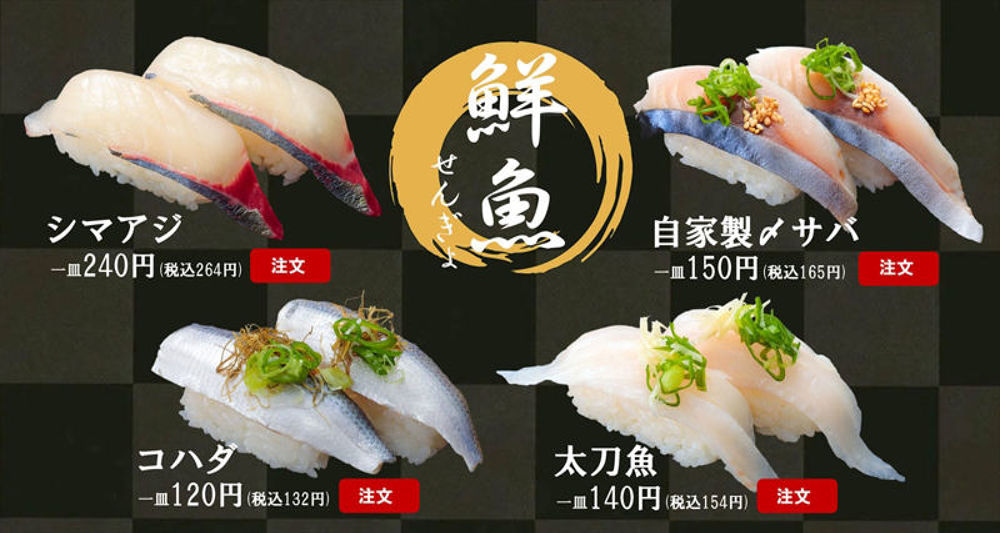 鮮魚
せんぎょ
シマアジ
一皿240円(税込264円)
注文
自家製〆サバ
一皿150円(税込165円)
注文
コハダ
一皿120円(税込132円)
注文
太刀魚
一皿140円(税込154円)
注文